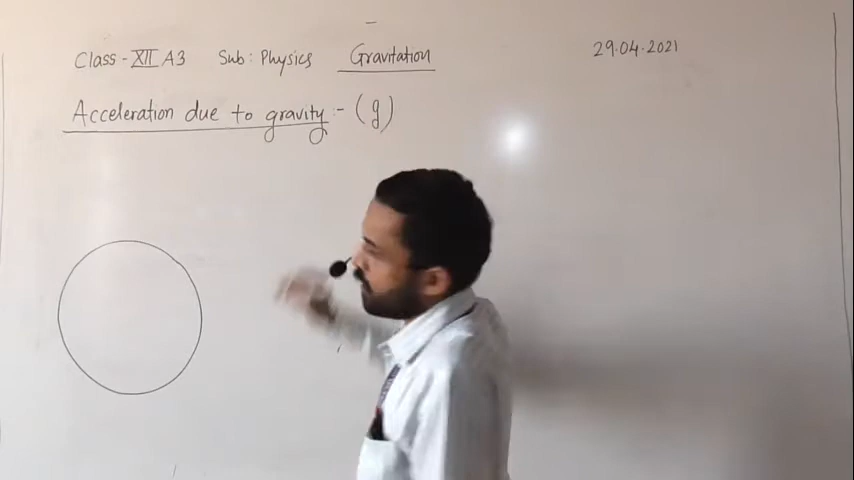 Class - XII A3 Sub: Physics Gravitation 29.04.2021
Acceleration due to gravity :- (g)